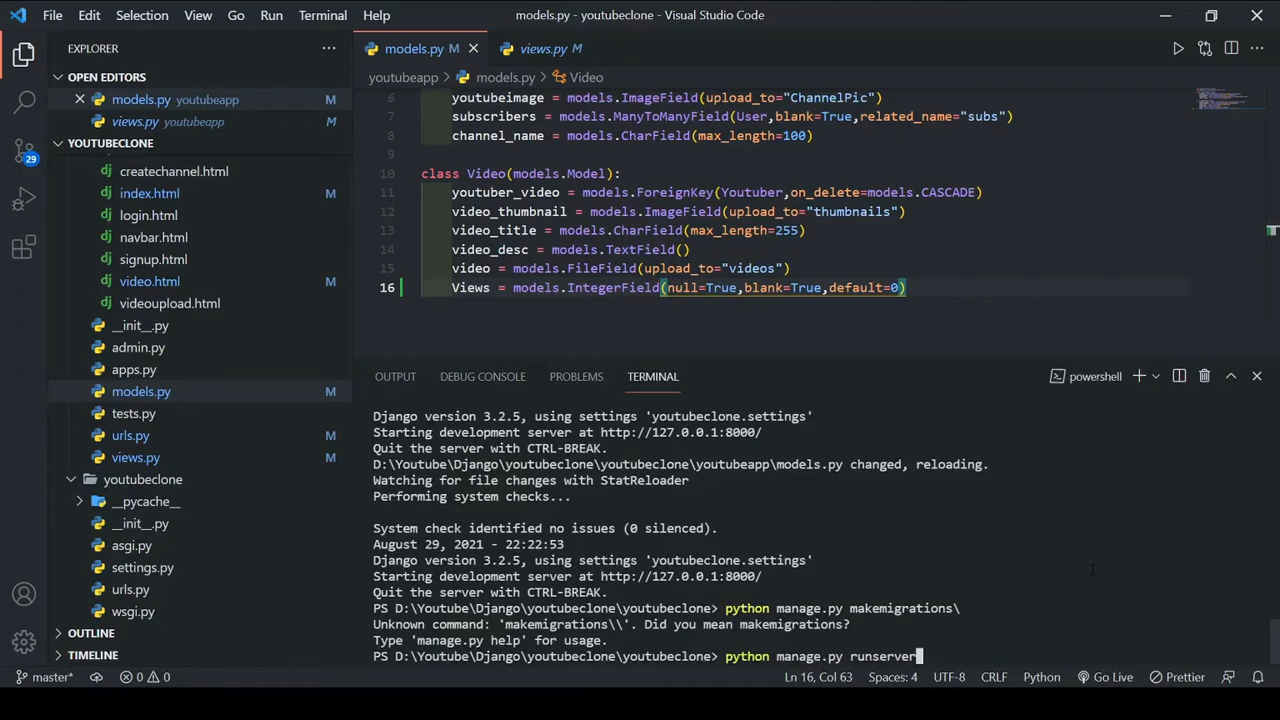 File Edit Selection View Go Run Terminal Help models.py - youtubeclone - Visual Studio Code
EXPLORER
models.py M
views.py M
OPEN EDITORS
youtubeapp models.py Video
models.py youtubeapp M
views.py youtubeapp M
YOUTUBECLONE
createchannel.html
index.html M
login.html
navbar.html
signup.html
video.html M
videoupload.html
__init__.py
admin.py
apps.py
models.py M
tests.py
urls.py M
views.py M
youtubeclone
__pycache__
__init__.py
asgi.py
settings.py
urls.py
wsgi.py
OUTLINE
TIMELINE
29
6 youtubeimage = models.ImageField(upload_to="ChannelPic")
7 subscribers = models.ManyToManyField(User,blank=True,related_name="subs")
8 channel_name = models.CharField(max_length=100)
9
10 class Video(models.Model):
11 youtuber_video = models.ForeignKey(Youtuber,on_delete=models.CASCADE)
12 video_thumbnail = models.ImageField(upload_to="thumbnails")
13 video_title = models.CharField(max_length=255)
14 video_desc = models.TextField()
15 video = models.FileField(upload_to="videos")
16 Views = models.IntegerField(null=True,blank=True,default=0)
OUTPUT DEBUG CONSOLE PROBLEMS TERMINAL powershell
Django version 3.2.5, using settings 'youtubeclone.settings'
Starting development server at http://127.0.0.1:8000/
Quit the server with CTRL-BREAK.
D:\Youtube\Django\youtubeclone\youtubeclone\youtubeapp\models.py changed, reloading.
Watching for file changes with StatReloader
Performing system checks...
System check identified no issues (0 silenced).
August 29, 2021 - 22:22:53
Django version 3.2.5, using settings 'youtubeclone.settings'
Starting development server at http://127.0.0.1:8000/
Quit the server with CTRL-BREAK.
PS D:\Youtube\Django\youtubeclone\youtubeclone> python manage.py makemigrations\
Unknown command: 'makemigrations\\'. Did you mean makemigrations?
Type 'manage.py help' for usage.
PS D:\Youtube\Django\youtubeclone\youtubeclone> python manage.py runserver
master* 0 0 Ln 16, Col 63 Spaces: 4 UTF-8 CRLF Python Go Live Prettier